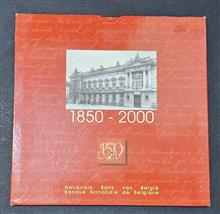 1850 - 2000
150
Nationale Bank van België
Banque Nationale de Belgique